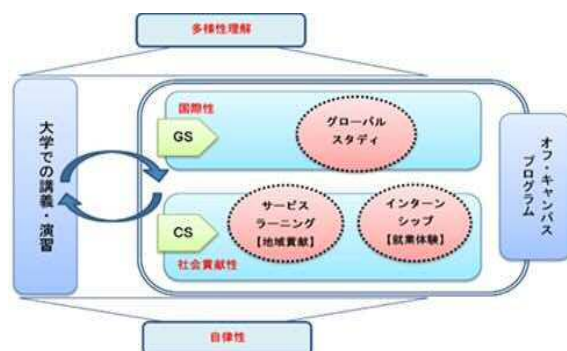 多様性理解
大学での講義・演習
国際性
GS
グローバル
スタディ
CS
サービス
ラーニング
【地域貢献】
インターン
シップ
【就業体験】
社会貢献性
オフ・キャンパス
プログラム
自律性